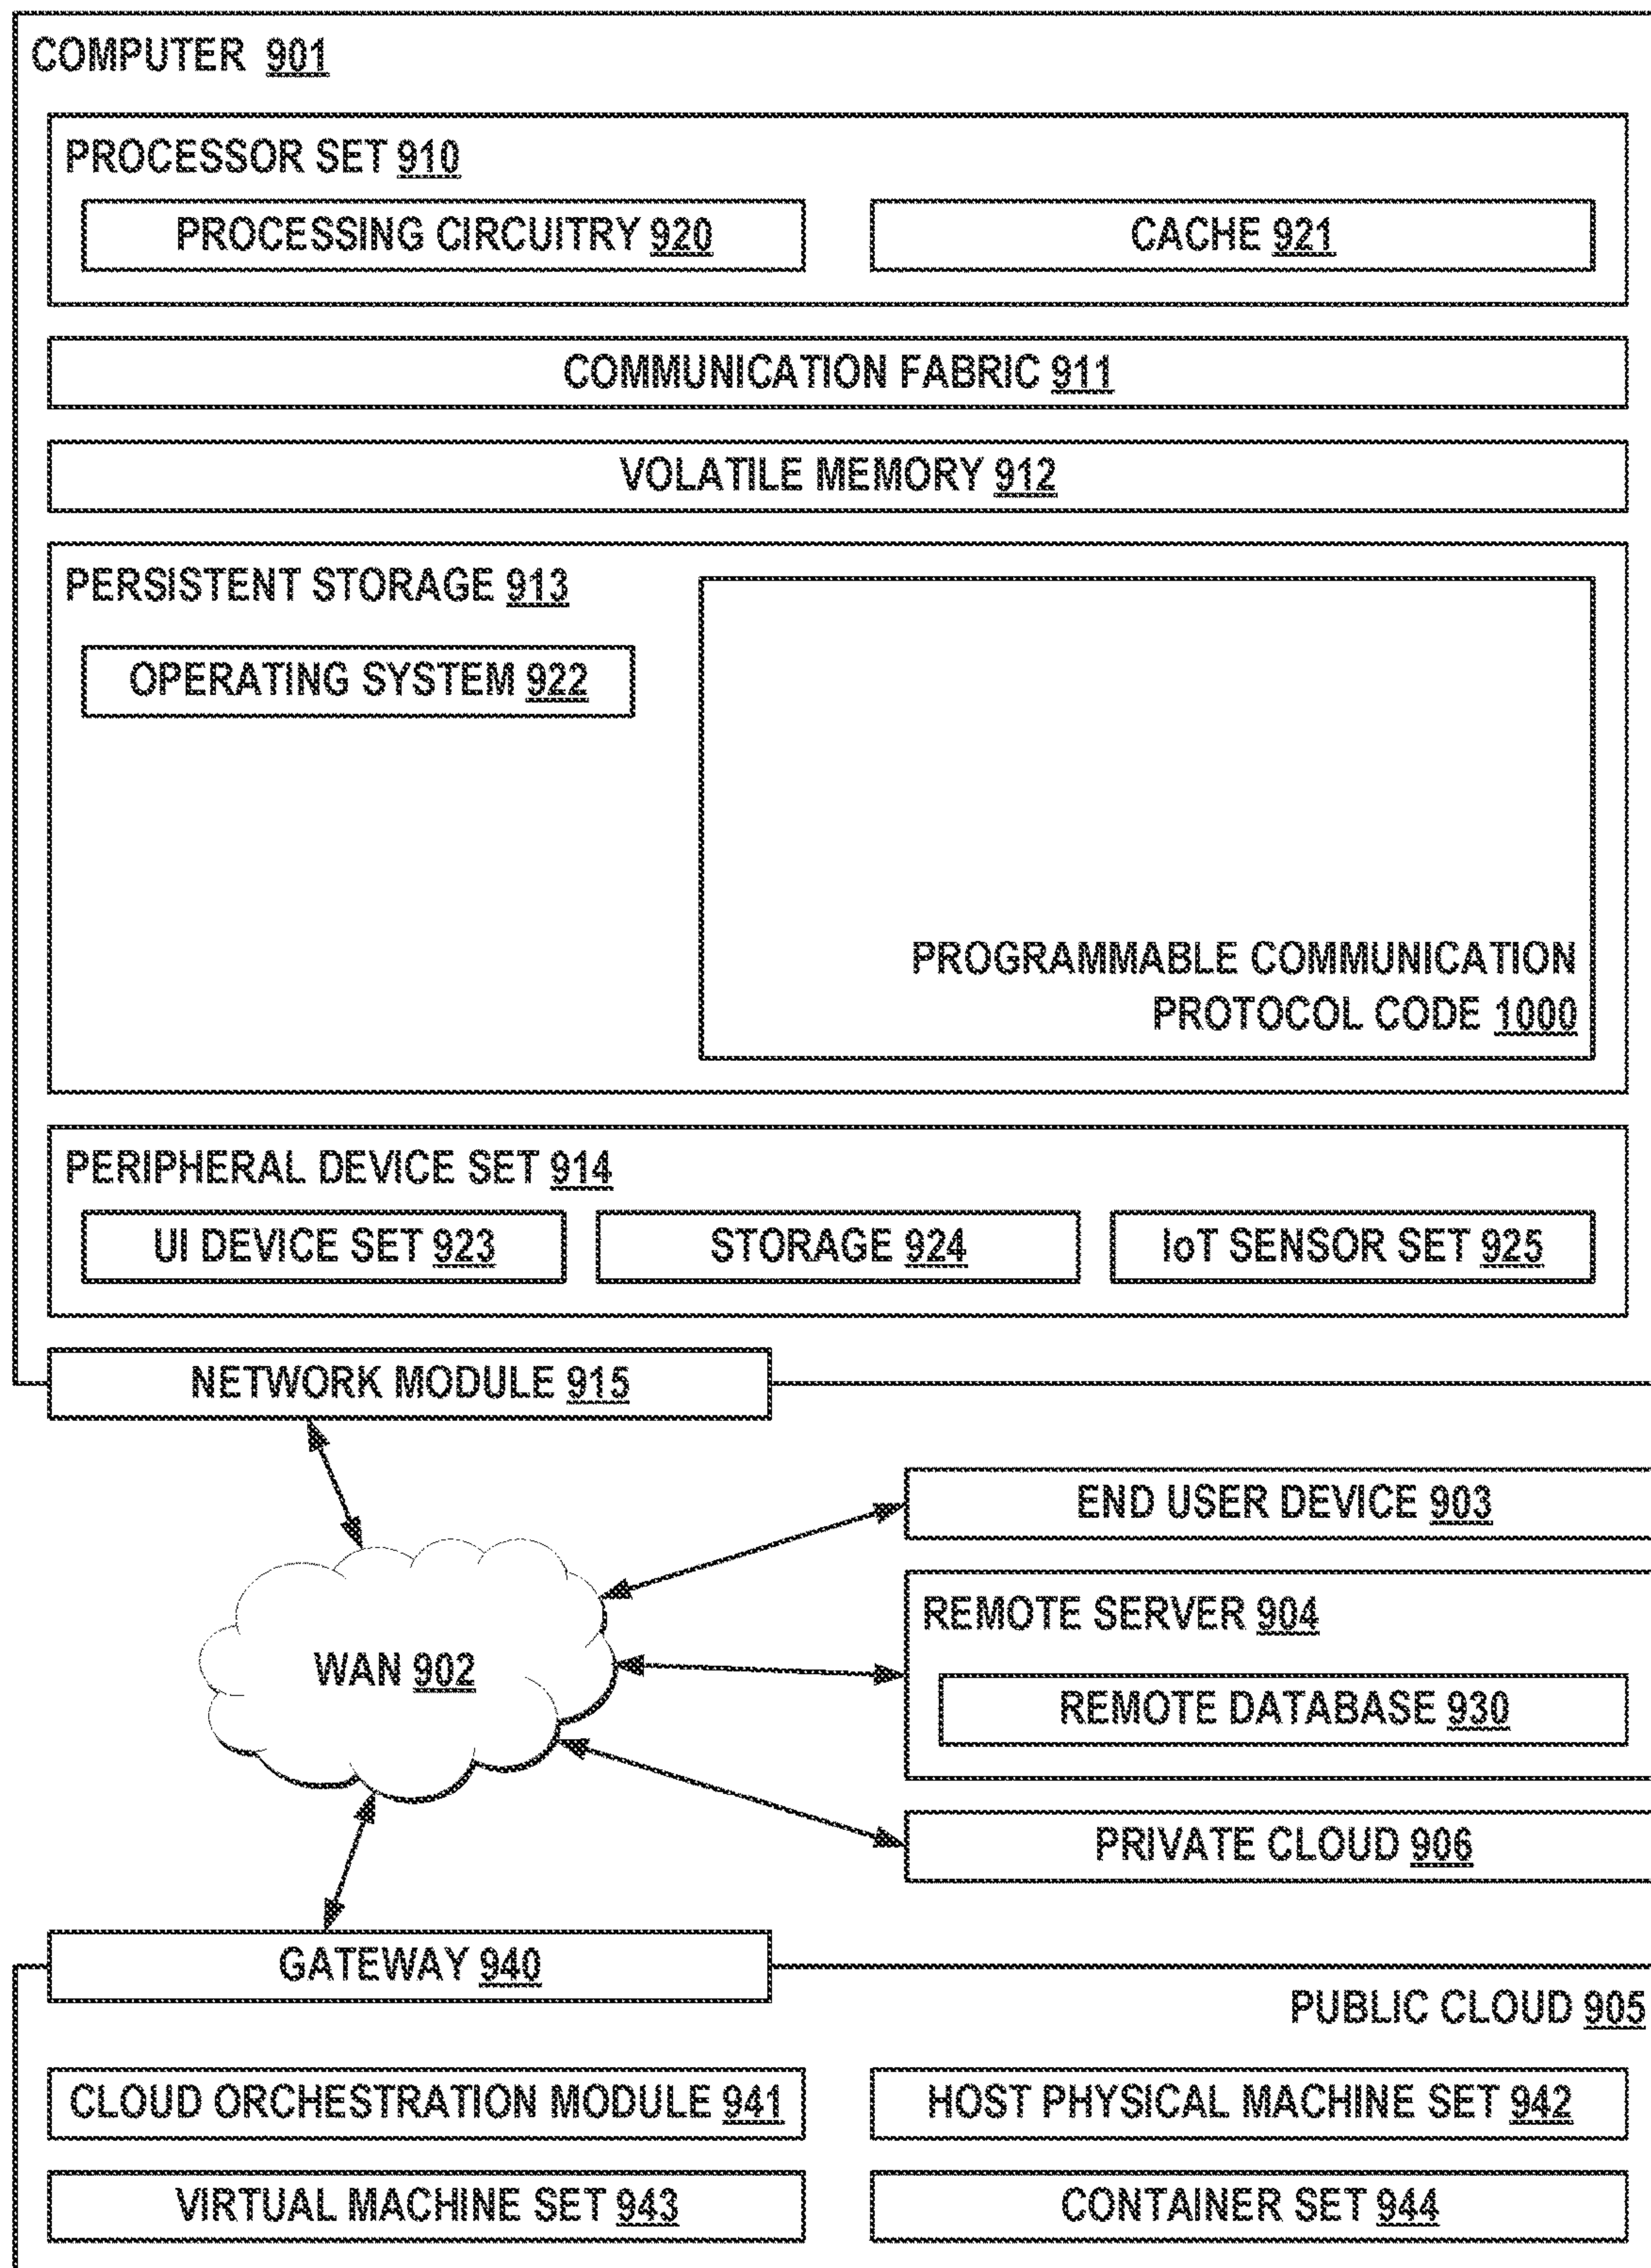 COMPUTER 901
PROCESSOR SET 910
PROCESSING CIRCUITRY 920
CACHE 921
COMMUNICATION FABRIC 911
VOLATILE MEMORY 912
PERSISTENT STORAGE 913
OPERATING SYSTEM 922
PROGRAMMABLE COMMUNICATION
PROTOCOL CODE 1000
PERIPHERAL DEVICE SET 914
UI DEVICE SET 923
STORAGE 924
IoT SENSOR SET 925
NETWORK MODULE 915
END USER DEVICE 903
REMOTE SERVER 904
WAN 902
REMOTE DATABASE 930
PRIVATE CLOUD 906
GATEWAY 940
PUBLIC CLOUD 905
CLOUD ORCHESTRATION MODULE 941
HOST PHYSICAL MACHINE SET 942
VIRTUAL MACHINE SET 943
CONTAINER SET 944